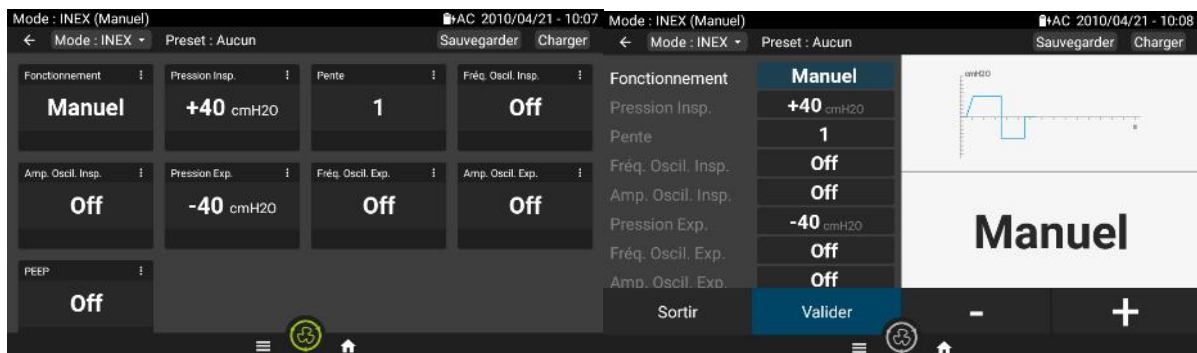 Mode : INEX (Manuel)
AC 2010/04/21 - 10:07
← Mode : INEX
Preset : Aucun
Sauvegarder
Charger
Fonctionnement
Manuel
Pression Insp.
+40 cmH2O
Pente
1
Fréq. Oscil. Insp.
Off
Amp. Oscil. Insp.
Off
Pression Exp.
-40 cmH2O
Fréq. Oscil. Exp.
Off
Amp. Oscil. Exp.
Off
PEEP
Off
Mode : INEX (Manuel)
AC 2010/04/21 - 10:08
← Mode : INEX
Preset : Aucun
Sauvegarder
Charger
Fonctionnement Manuel
Pression Insp. +40 cmH2O
Pente 1
Fréq. Oscil. Insp. Off
Amp. Oscil. Insp. Off
Pression Exp. -40 cmH2O
Fréq. Oscil. Exp. Off
Amp. Oscil. Exp. Off
Sortir
Valider
cmH2O
Manuel
- +